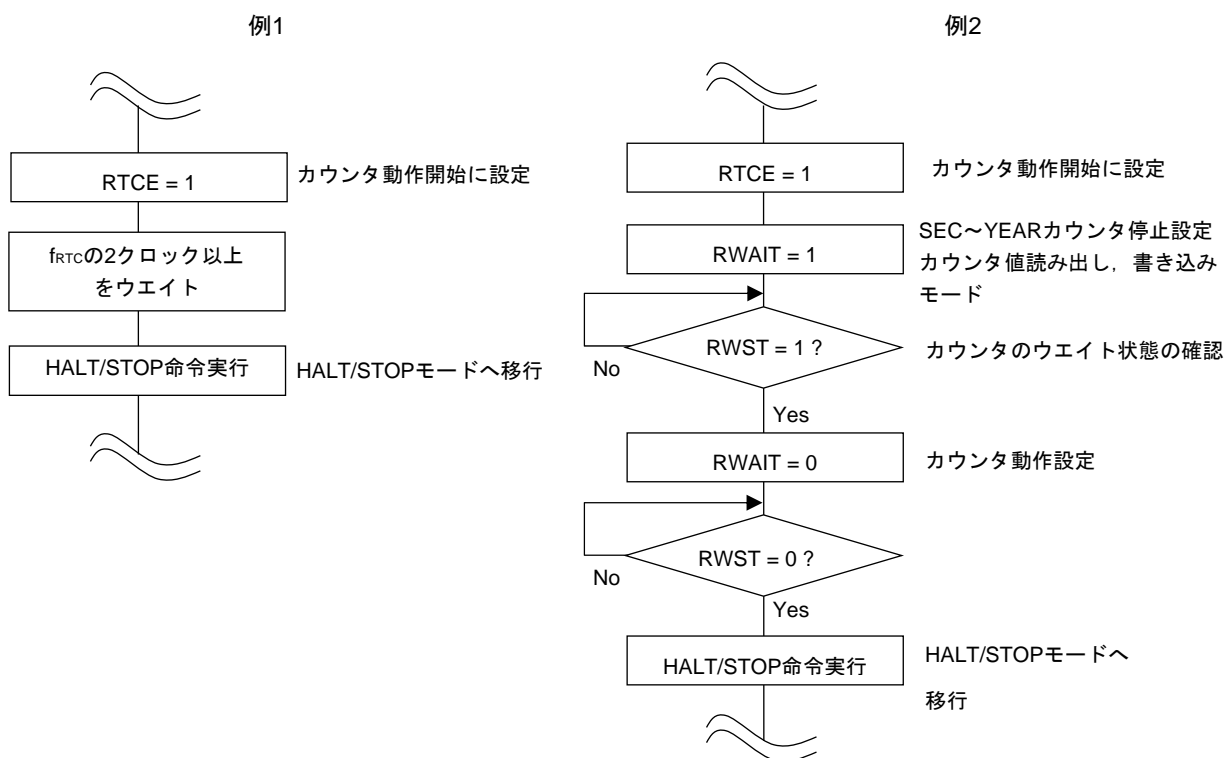 例1
RTCE = 1
カウンタ動作開始に設定
fRTCの2クロック以上
をウエイト
HALT/STOP命令実行
HALT/STOPモードへ移行
例2
RTCE = 1
カウンタ動作開始に設定
RWAIT = 1
SEC~YEARカウンタ停止設定
カウンタ値読み出し,書き込み
モード
RWST = 1 ?
カウンタのウエイト状態の確認
No
Yes
RWAIT = 0
カウンタ動作設定
RWST = 0 ?
No
Yes
HALT/STOP命令実行
HALT/STOPモードへ
移行